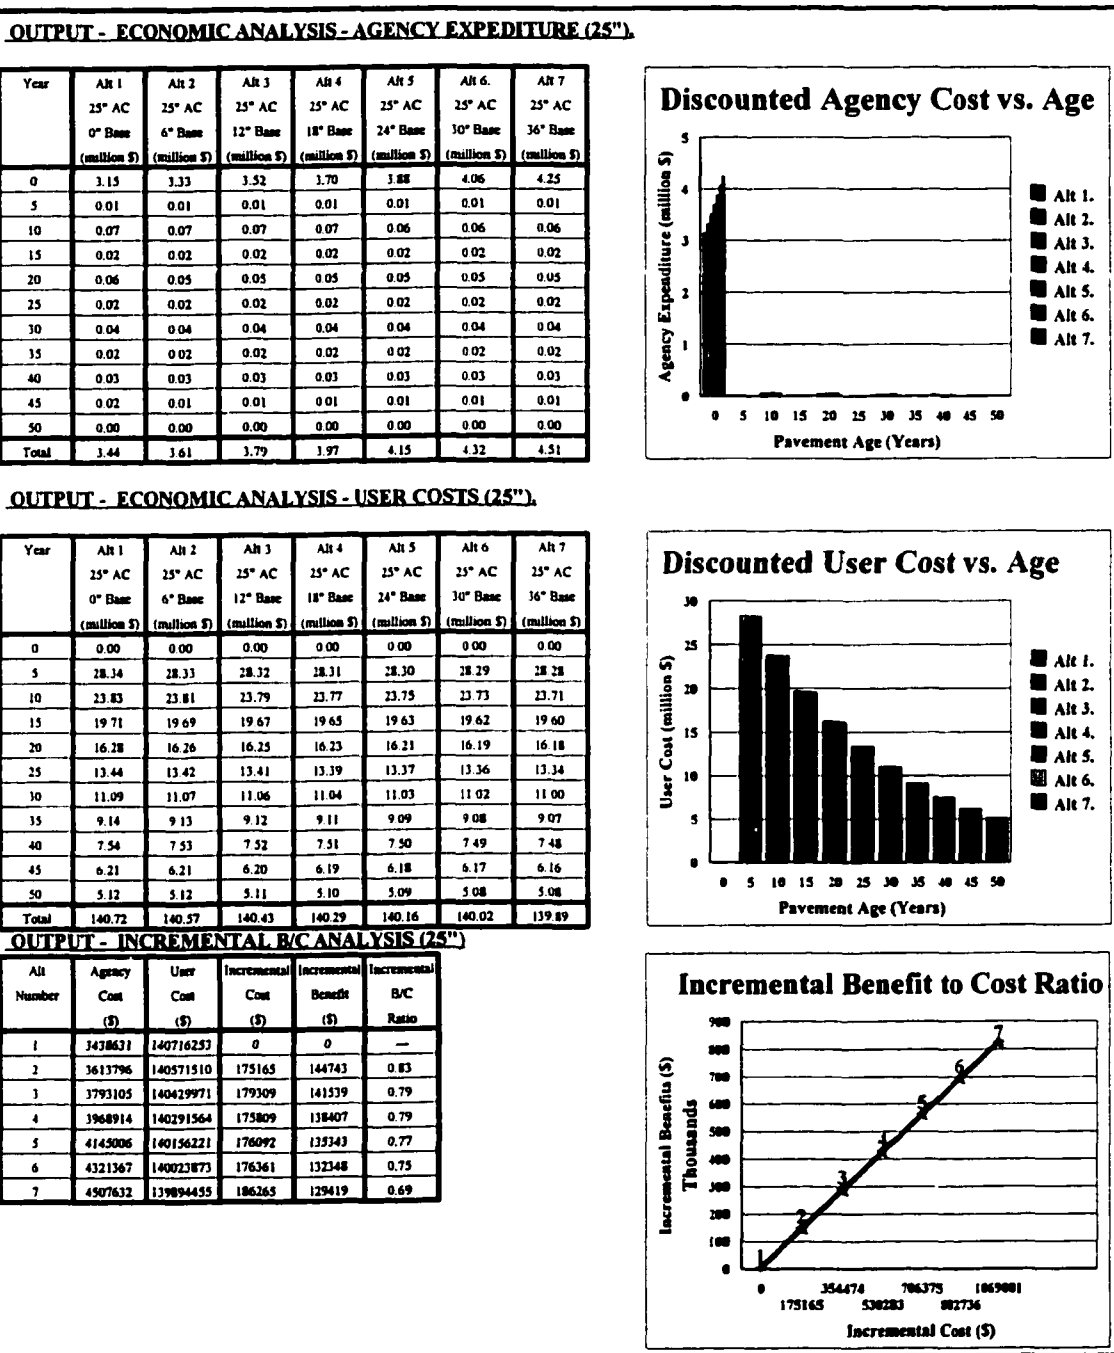 OUTPUT - ECONOMIC ANALYSIS - AGENCY EXPEDITURE (25").
Year Alt 1 Alt 2 Alt 3 Alt 4 Alt 5 Alt 6. Alt 7
25" AC 25" AC 25" AC 25" AC 25" AC 25" AC 25" AC
0" Base 6" Base 12" Base 18" Base 24" Base 30" Base 36" Base
(million $) (million $) (million $) (million $) (million $) (million $) (million $)
0 3.15 3.33 3.52 3.70 3.88 4.06 4.25
5 0.01 0.01 0.01 0.01 0.01 0.01 0.01
10 0.07 0.07 0.07 0.07 0.06 0.06 0.06
15 0.02 0.02 0.02 0.02 0.02 0.02 0.02
20 0.06 0.05 0.05 0.05 0.05 0.05 0.05
25 0.02 0.02 0.02 0.02 0.02 0.02 0.02
30 0.04 0.04 0.04 0.04 0.04 0.04 0.04
35 0.02 0.02 0.02 0.02 0.02 0.02 0.02
40 0.03 0.03 0.03 0.03 0.03 0.03 0.03
45 0.02 0.01 0.01 0.01 0.01 0.01 0.01
50 0.00 0.00 0.00 0.00 0.00 0.00 0.00
Total 3.44 3.61 3.79 3.97 4.15 4.32 4.51
Discounted Agency Cost vs. Age
Agency Expenditure (million $)
5
4
3
2
1
0
0 5 10 15 20 25 30 35 40 45 50
Pavement Age (Years)
Alt 1.
Alt 2.
Alt 3.
Alt 4.
Alt 5.
Alt 6.
Alt 7.
OUTPUT - ECONOMIC ANALYSIS - USER COSTS (25").
Year Alt 1 Alt 2 Alt 3 Alt 4 Alt 5 Alt 6 Alt 7
25" AC 25" AC 25" AC 25" AC 25" AC 25" AC 25" AC
0" Base 6" Base 12" Base 18" Base 24" Base 30" Base 36" Base
(million $) (million $) (million $) (million $) (million $) (million $) (million $)
0 0.00 0.00 0.00 0.00 0.00 0.00 0.00
5 28.34 28.33 28.32 28.31 28.30 28.29 28.28
10 23.83 23.81 23.79 23.77 23.75 23.73 23.71
15 19.71 19.69 19.67 19.65 19.63 19.62 19.60
20 16.28 16.26 16.25 16.23 16.21 16.19 16.18
25 13.44 13.42 13.41 13.39 13.37 13.36 13.34
30 11.09 11.07 11.06 11.04 11.03 11.02 11.00
35 9.14 9.13 9.12 9.11 9.09 9.08 9.07
40 7.54 7.53 7.52 7.51 7.50 7.49 7.48
45 6.21 6.21 6.20 6.19 6.18 6.17 6.16
50 5.12 5.12 5.11 5.10 5.09 5.08 5.08
Total 140.72 140.57 140.43 140.29 140.16 140.02 139.89
Discounted User Cost vs. Age
User Cost (million $)
30
25
20
15
10
5
0
0 5 10 15 20 25 30 35 40 45 50
Pavement Age (Years)
Alt 1.
Alt 2.
Alt 3.
Alt 4.
Alt 5.
Alt 6.
Alt 7.
OUTPUT - INCREMENTAL B/C ANALYSIS (25")
Alt Agency User Incremental Incremental Incremental
Number Cost Cost Cost Benefit B/C
($) ($) ($) ($) Ratio
1 3438631 140716253 0 0 —
2 3613796 140571510 175165 144743 0.83
3 3793105 140429971 179309 141539 0.79
4 3968914 140291564 175809 138407 0.79
5 4145006 140156221 176092 135343 0.77
6 4321367 140023873 176361 132348 0.75
7 4507632 139894455 186265 129419 0.69
Incremental Benefit to Cost Ratio
Incremental Benefits ($)
Thousands
900
800
700
600
500
400
300
200
100
0
1 2 3 4 5 6 7
0 354474 706375 1069001
175165 530283 882736
Incremental Cost ($)